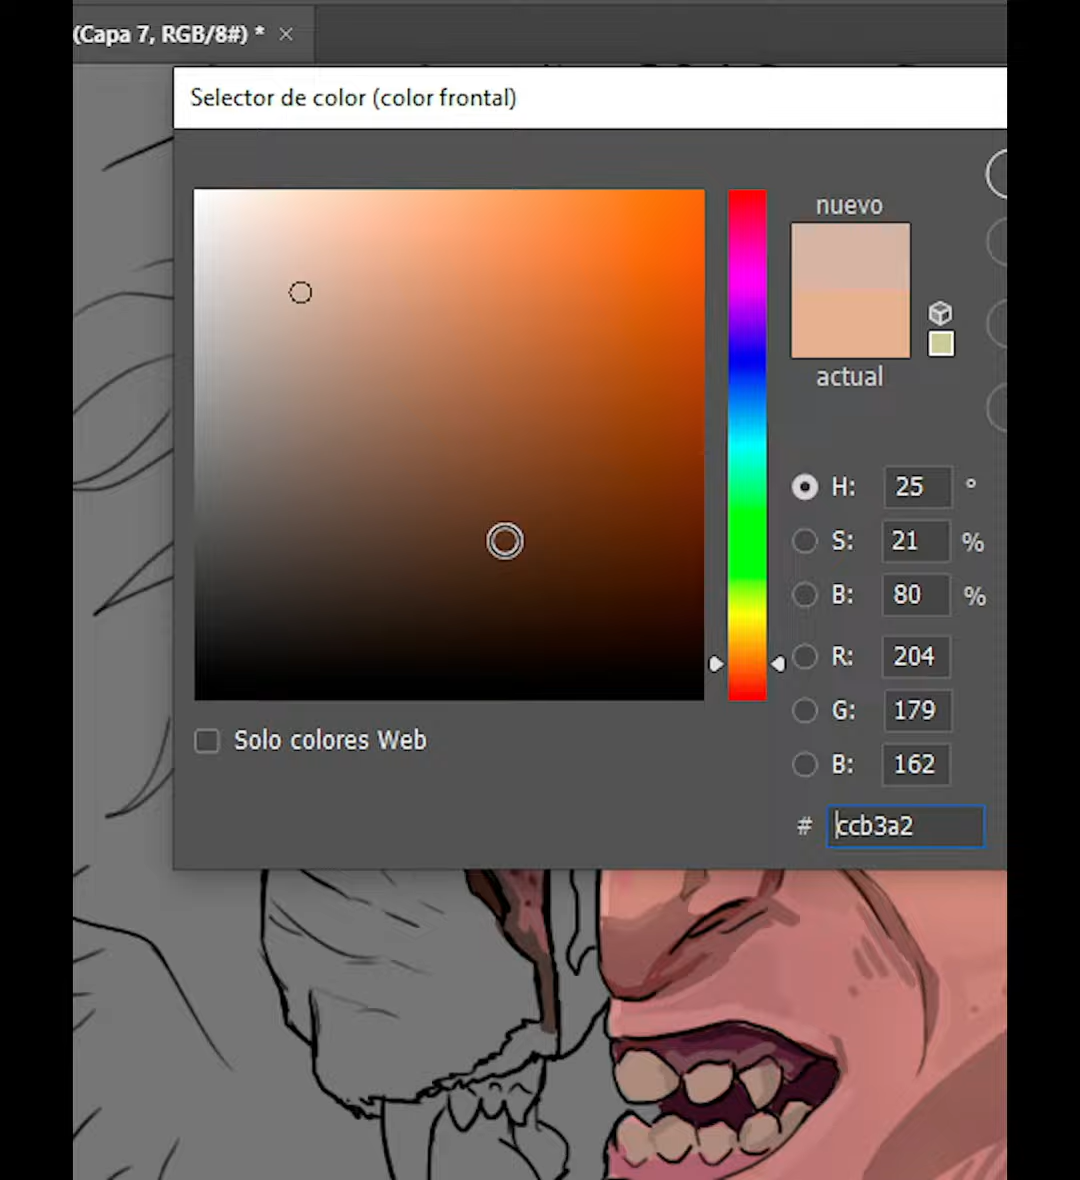 (Capa 7, RGB/8#) * ×
Selector de color (color frontal)
nuevo
actual
H: 25 °
S: 21 %
B: 80 %
R: 204
G: 179
B: 162
# ccb3a2
Solo colores Web